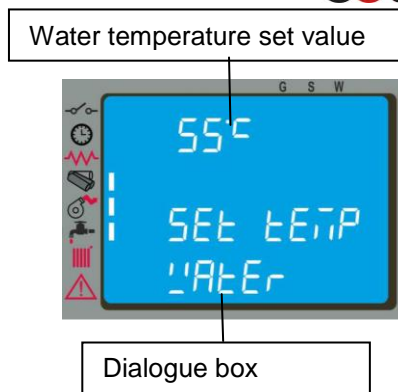 Water temperature set value
G S W
55°C
SEt tEMP
WAtEr
Dialogue box